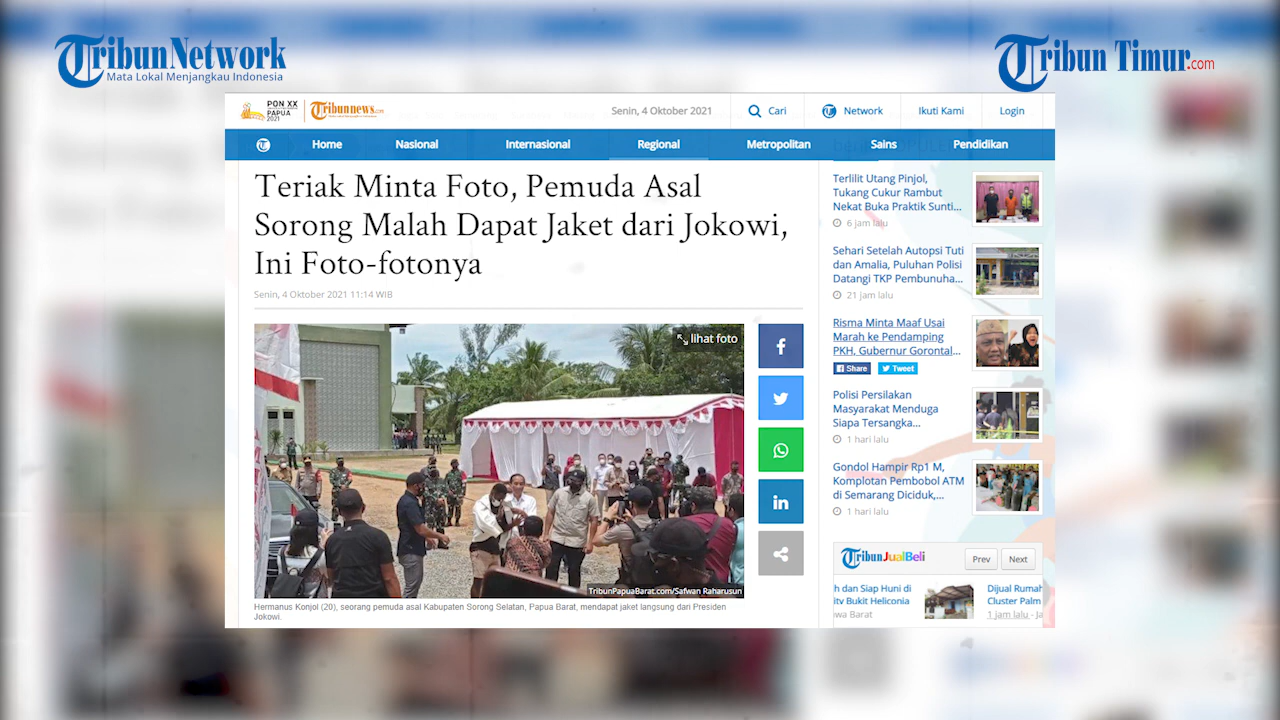 Tribun Network
Mata Lokal Menjangkau Indonesia
Tribun Timur.com
PON XX
PAPUA
2021
Tribunnews.com
Senin, 4 Oktober 2021
Cari
Network
Ikuti Kami
Login
Home
Nasional
Internasional
Regional
Metropolitan
Sains
Pendidikan
Teriak Minta Foto, Pemuda Asal
Sorong Malah Dapat Jaket dari Jokowi,
Ini Foto-fotonya
Senin, 4 Oktober 2021 11:14 WIB
lihat foto
TribunPapuaBarat.com/Safwan Raharusun
Hermanus Konjol (20), seorang pemuda asal Kabupaten Sorong Selatan, Papua Barat, mendapat jaket langsung dari Presiden
Jokowi.
Terlilit Utang Pinjol,
Tukang Cukur Rambut
Nekat Buka Praktik Sunti...
6 jam lalu
Sehari Setelah Autopsi Tuti
dan Amalia, Puluhan Polisi
Datangi TKP Pembunuha...
21 jam lalu
Risma Minta Maaf Usai
Marah ke Pendamping
PKH, Gubernur Gorontal...
Share
Tweet
Polisi Persilakan
Masyarakat Menduga
Siapa Tersangka...
1 hari lalu
Gondol Hampir Rp1 M,
Komplotan Pembobol ATM
di Semarang Diciduk,...
1 hari lalu
TribunJualBeli
Prev
Next
h dan Siap Huni di
ity Bukit Heliconia
wa Barat
Dijual Rumah
Cluster Palm
1 jam lalu - Ja